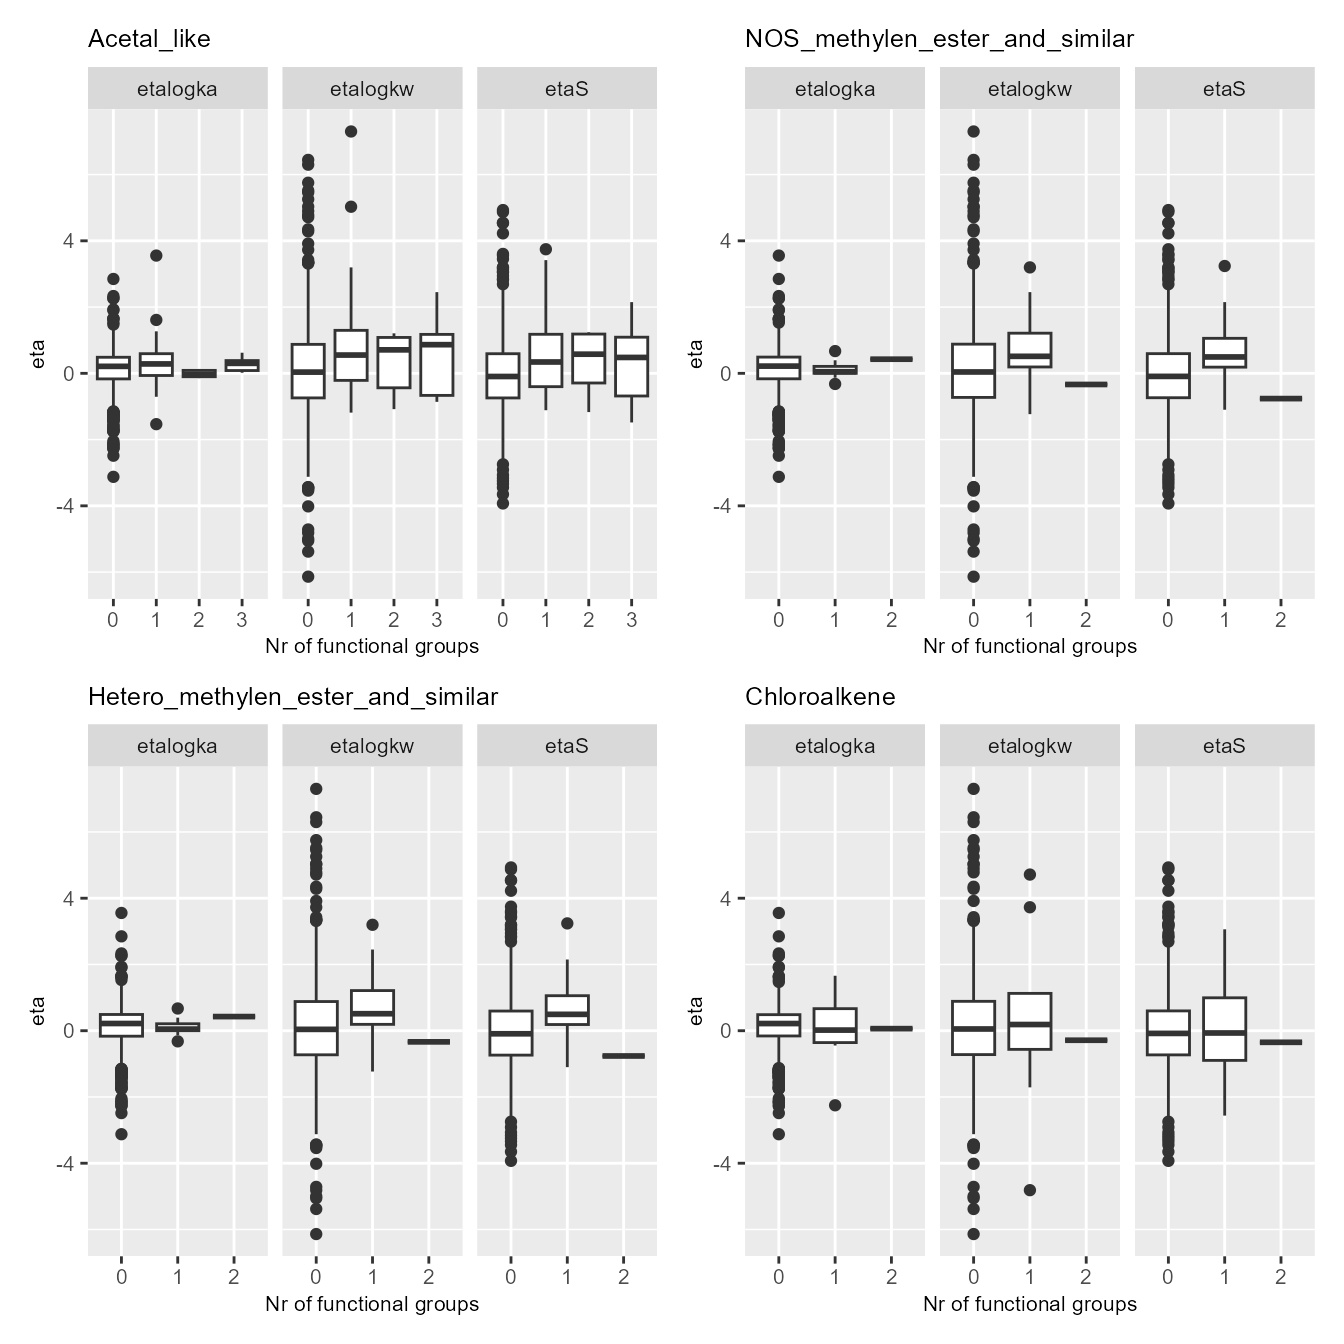 Acetal_like
etalogka etalogkw etaS
eta
4
0
-4
0 1 2 3 0 1 2 3 0 1 2 3
Nr of functional groups
NOS_methylen_ester_and_similar
etalogka etalogkw etaS
eta
4
0
-4
0 1 2 0 1 2 0 1 2
Nr of functional groups
Hetero_methylen_ester_and_similar
etalogka etalogkw etaS
eta
4
0
-4
0 1 2 0 1 2 0 1 2
Nr of functional groups
Chloroalkene
etalogka etalogkw etaS
eta
4
0
-4
0 1 2 0 1 2 0 1 2
Nr of functional groups